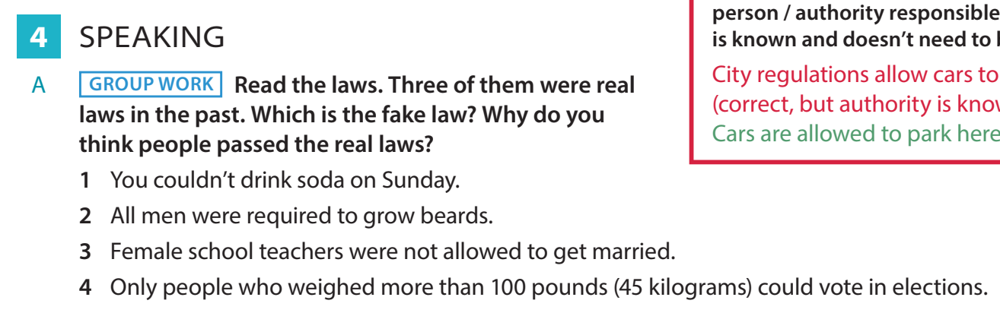 4 SPEAKING
A GROUP WORK Read the laws. Three of them were real
laws in the past. Which is the fake law? Why do you
think people passed the real laws?
1 You couldn't drink soda on Sunday.
2 All men were required to grow beards.
3 Female school teachers were not allowed to get married.
4 Only people who weighed more than 100 pounds (45 kilograms) could vote in elections.
person / authority responsible
is known and doesn't need to
City regulations allow cars to
(correct, but authority is
Cars are allowed to park here